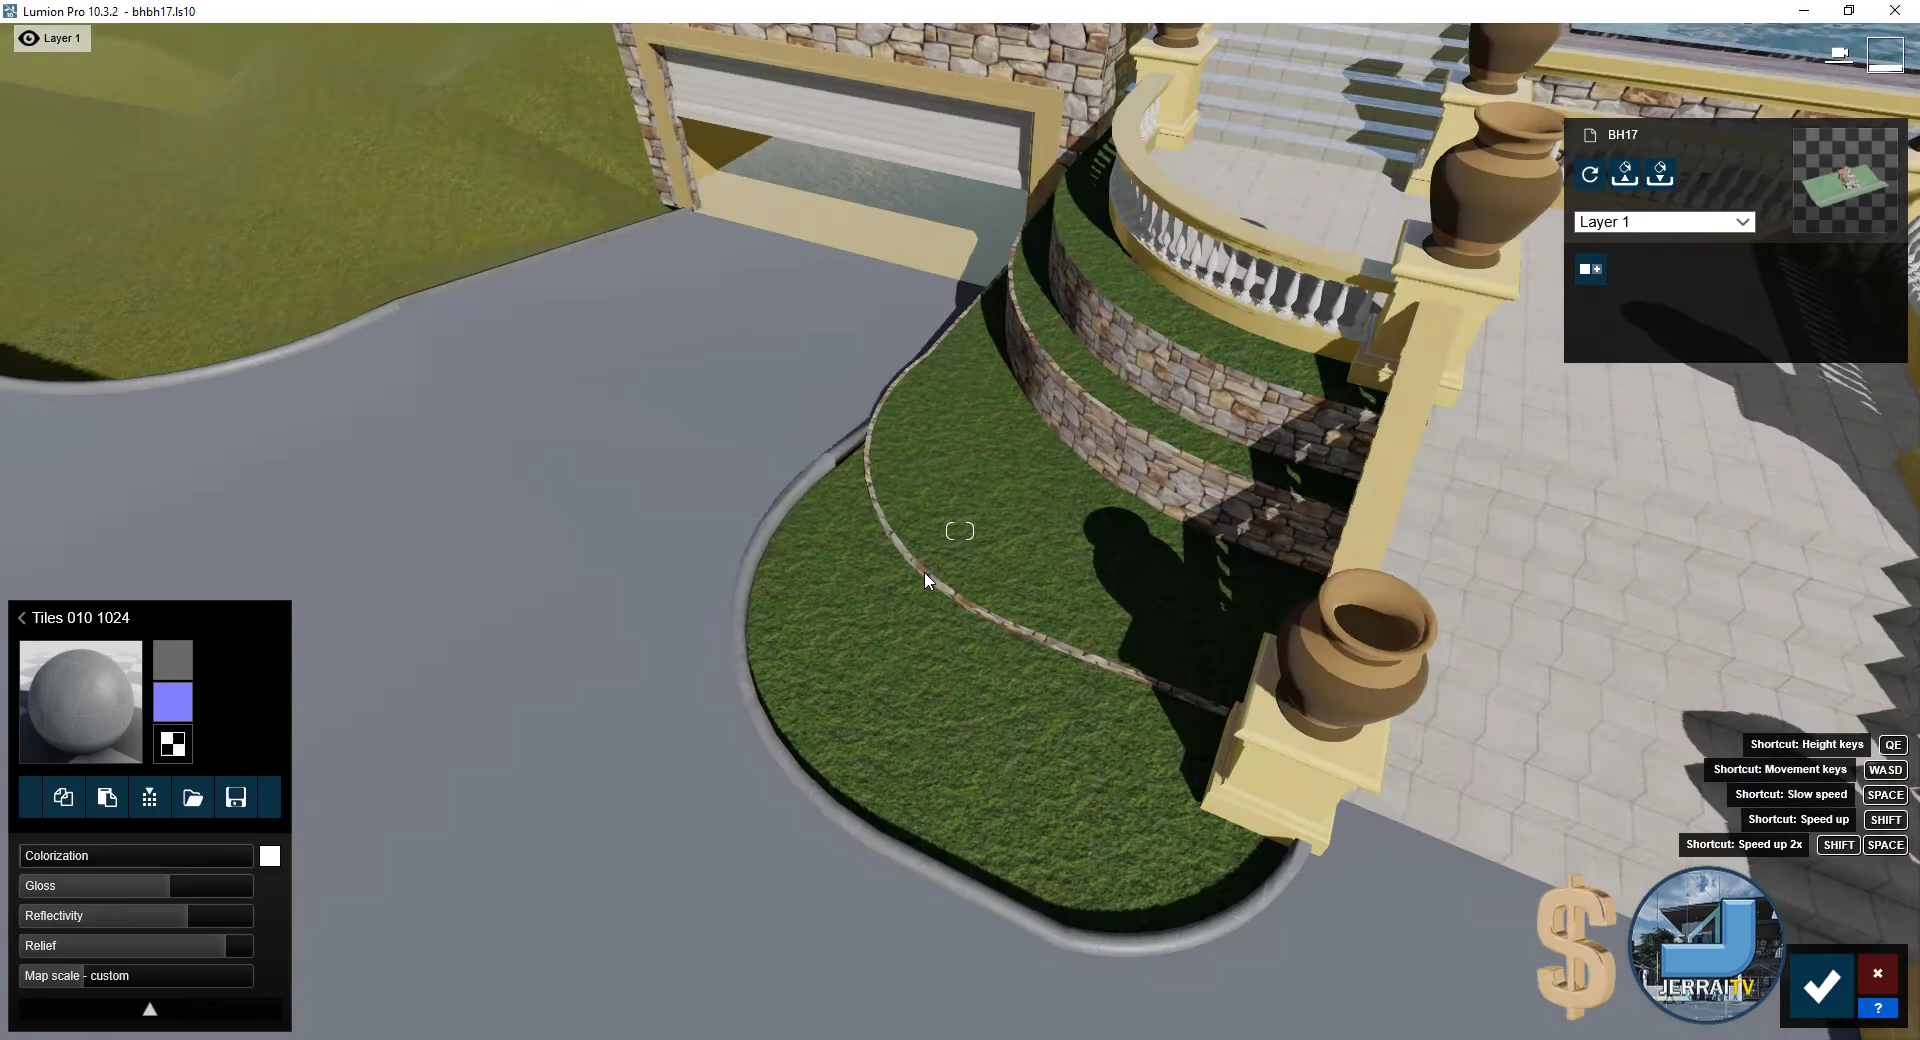 Lumion Pro 10.3.2 - bhbh17.ls10
Layer 1
BH17
Layer 1
Tiles 010 1024
Colorization
Gloss
Reflectivity
Relief
Map scale - custom
Shortcut: Height keys QE
Shortcut: Movement keys WASD
Shortcut: Slow speed SPACE
Shortcut: Speed up SHIFT
Shortcut: Speed up 2x SHIFT SPACE
$
JERRAITV
?